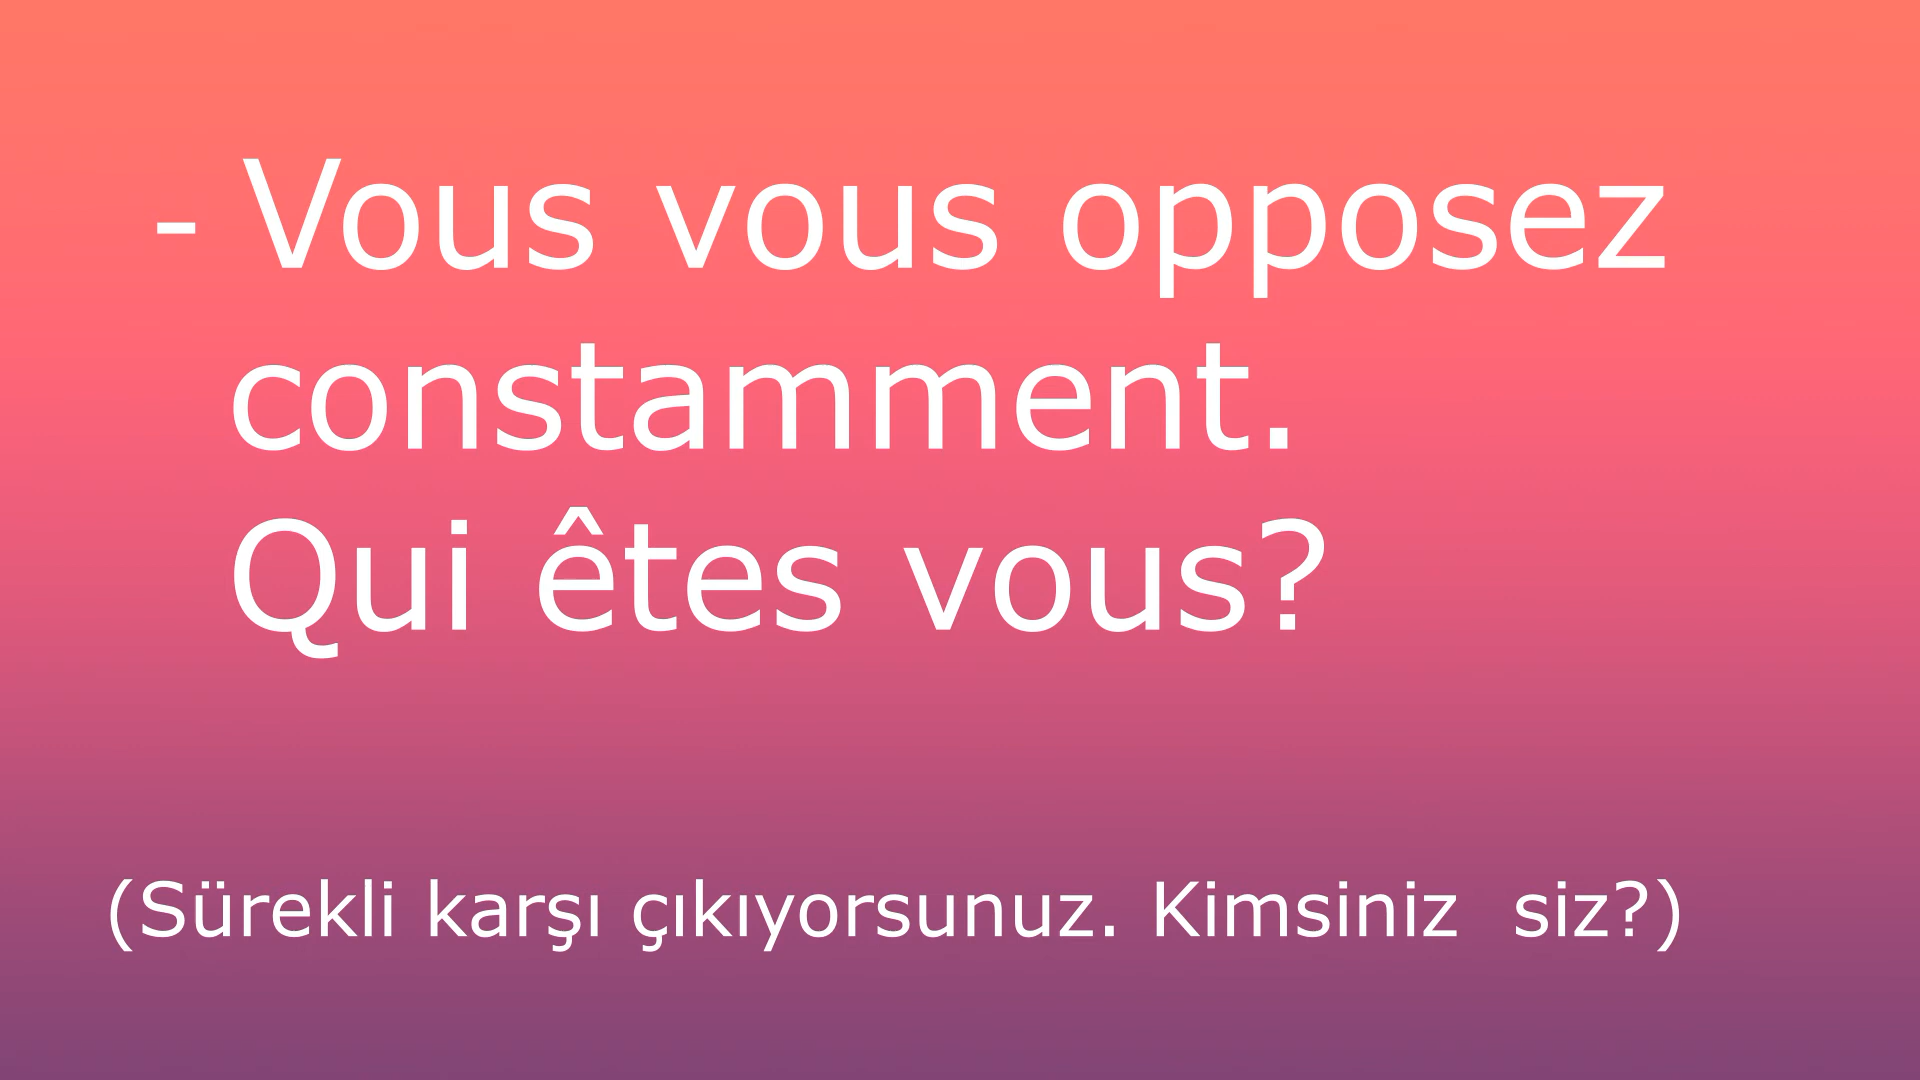 - Vous vous opposez
constamment.
Qui êtes vous?
(Sürekli karşı çıkıyorsunuz. Kimsiniz  siz?)